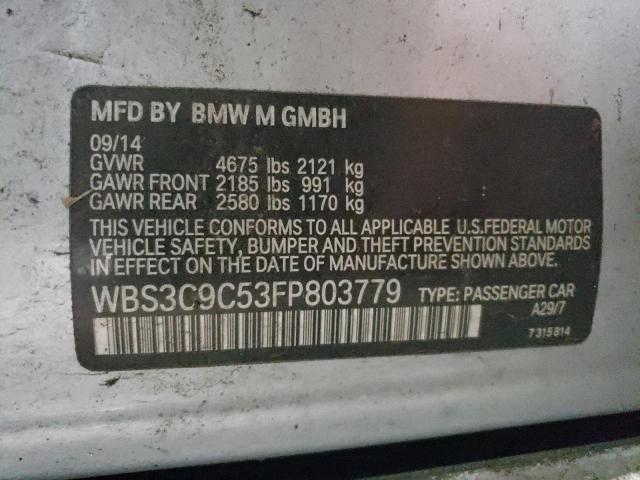 MFD BY BMW M GMBH
09/14
GVWR 4675 lbs 2121 kg
GAWR FRONT 2185 lbs 991 kg
GAWR REAR 2580 lbs 1170 kg
THIS VEHICLE CONFORMS TO ALL APPLICABLE U.S.FEDERAL MOTOR
VEHICLE SAFETY, BUMPER AND THEFT PREVENTION STANDARDS
IN EFFECT ON THE DATE OF MANUFACTURE SHOWN ABOVE.
WBS3C9C53FP803779 TYPE: PASSENGER CAR
A29/7
7315814